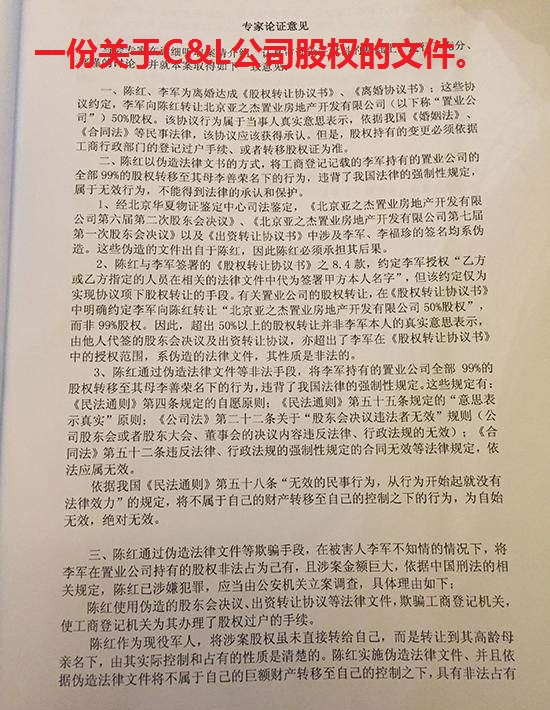 专家论证意见
一份关于C&L公司股权的文件。
一、陈红、李军为离婚达成《股权转让协议书》、《离婚协议书》；这些协
议约定，李军向陈红转让北京亚之杰置业房地产开发有限公司（以下称“置业公
司”）50%股权。该协议行为属于当事人真实意思表示，依据我国《婚姻法》、
《合同法》等民事法律，该协议应该获得承认。但是，股权持有的变更必须依据
工商行政部门的登记过户手续、或者转移股权证为准。
二、陈红以伪造法律文书的方式，将工商登记记载的李军持有的置业公司的
全部 99%的股权转移至其母李善荣名下的行为，违背了我国法律的强制性规定，
属于无效行为，不能得到法律的承认和保护。
1、经北京华夏物证鉴定中心司法鉴定，《北京亚之杰置业房地产开发有限公
司第六届第二次股东会决议》、《北京亚之杰置业房地产开发有限公司第七届
第一次股东会决议》以及《出资转让协议书》中涉及李军、李福珍的签名均系伪
造。这些伪造的文件出自于陈红，因此陈红必须承担其后果。
2、陈红与李军签署的《股权转让协议书》之 8.4 款，约定李军授权“乙方
或乙方指定的人员在相关的法律文件中代为签署甲方本人名字”，但该约定仅为
实现协议项下股权转让的手段。有关置业公司的股权转让，在《股权转让协议书》
中明确约定李军向陈红转让“北京亚之杰置业房地产开发有限公司 50%股权”，
而非 99%股权。因此，超出 50%以上的股权转让并非李军本人的真实意思表示，
由他人代签的股东会决议及出资转让协议，亦超出了李军在《股权转让协议书》
中的授权范围，系伪造的法律文件，其性质是非法的。
3、陈红通过伪造法律文件等非法手段，将李军持有的置业公司全部 99%的
股权转移至其母李善荣名下的行为，违背了我国法律的强制性规定。这些规定有：
《民法通则》第四条规定的自愿原则；《民法通则》第五十五条规定的“意思表
示真实”原则；《公司法》第二十二条关于“股东会决议违法者无效”规则（公
司股东会或者股东大会、董事会的决议内容违反法律、行政法规的无效）；《合
同法》第五十二条违反法律、行政法规的强制性规定的合同无效等法律规定，依
法应属无效。
依据我国《民法通则》第五十八条“无效的民事行为，从行为开始起就没有
法律效力”的规定，将不属于自己的财产转移至自己的控制之下的行为，为自始
无效，绝对无效。
三、陈红通过伪造法律文件等欺骗手段，在被害人李军不知情的情况下，将
李军在置业公司持有的股权非法占为己有，且涉案金额巨大，依据中国刑法的相
关规定，陈红已涉嫌犯罪，应当由公安机关立案调查，具体理由如下：
陈红使用伪造的股东会决议、出资转让协议等法律文件，欺骗工商登记机关，
使工商登记机关为其办理了股权过户的手续。
陈红作为现役军人，将涉案股权虽未直接转给自己，而是转让到其高龄母
亲名下，由其实际控制和占有的性质是清楚的。陈红实施伪造法律文件、并且依
据伪造法律文件将不属于自己的巨额财产转移至自己名下，具有非法占有